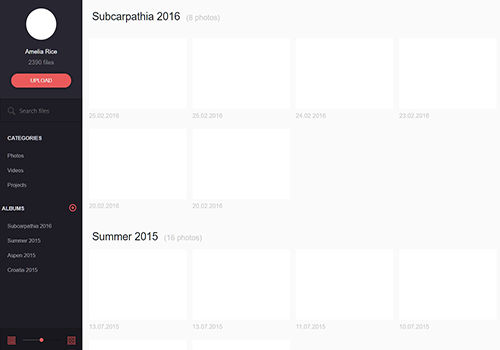 Amelia Rice
2390 files
UPLOAD
Search files
CATEGORIES
Photos
Videos
Projects
ALBUMS
Subcarpathia 2016
Summer 2015
Aspen 2015
Croatia 2015
Subcarpathia 2016 (8 photos)
25.02.2016 25.02.2016 24.02.2016 23.02.2016
20.02.2016 20.02.2016
Summer 2015 (16 photos)
13.07.2015 13.07.2015 11.07.2015 10.07.2015